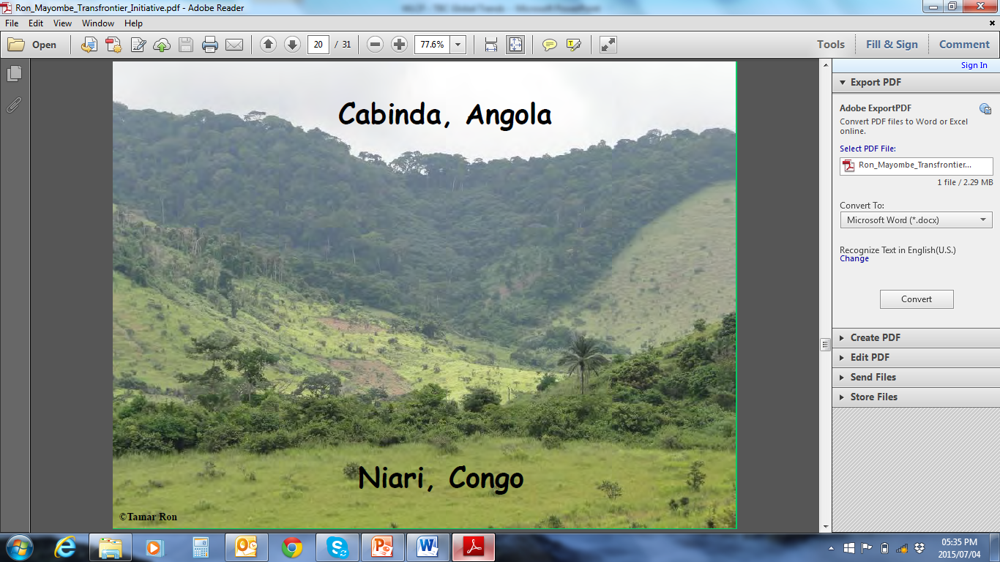 Ron_Mayombe_Transfrontier_Initiative.pdf - Adobe Reader
File Edit View Window Help
Open 20 / 31 77.6% Tools Fill & Sign Comment
Sign In
Export PDF
Adobe ExportPDF
Convert PDF files to Word or Excel
online.
Select PDF File:
Ron_Mayombe_Transfrontier...
1 file / 2.29 MB
Convert To:
Microsoft Word (*.docx)
Recognize Text in English(U.S.)
Change
Convert
Create PDF
Edit PDF
Send Files
Store Files
Cabinda, Angola
Niari, Congo
©Tamar Ron
05:35 PM
2015/07/04